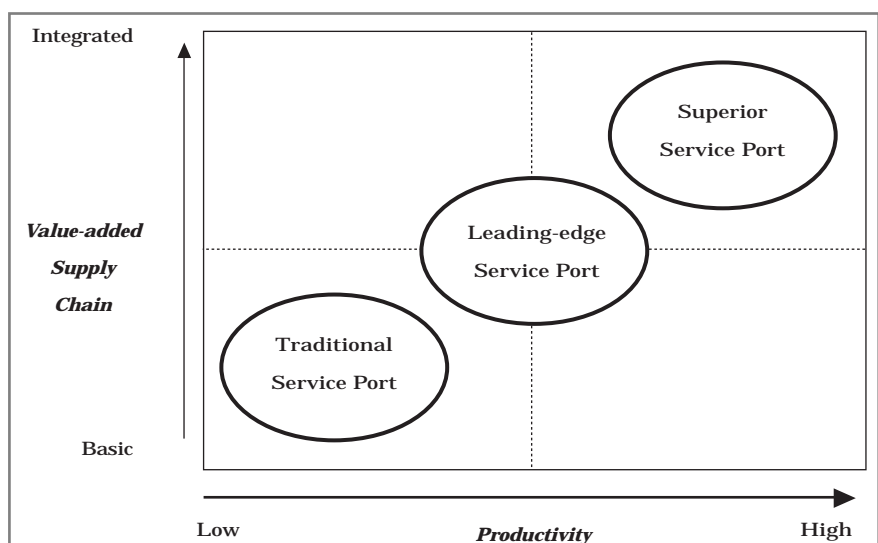 Integrated
Superior
Service Port
Value-added
Supply
Chain
Leading-edge
Service Port
Traditional
Service Port
Basic
Low
Productivity
High